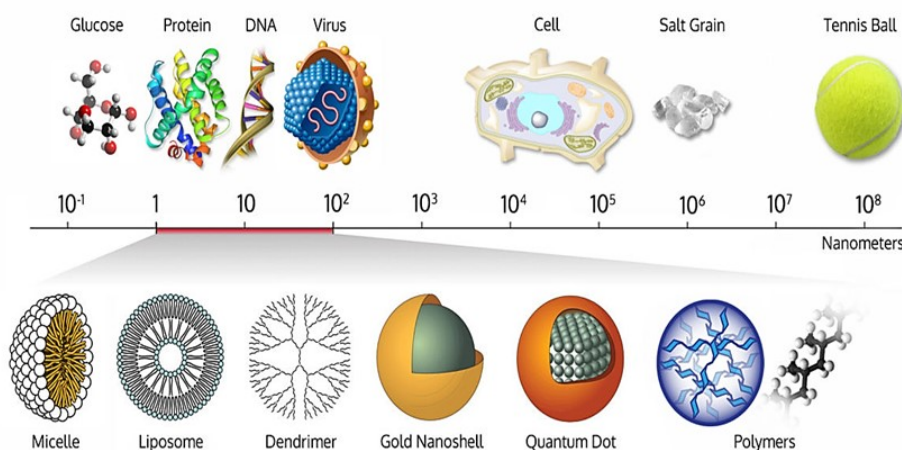 Glucose Protein DNA Virus Cell Salt Grain Tennis Ball
10⁻¹ 1 10 10² 10³ 10⁴ 10⁵ 10⁶ 10⁷ 10⁸
Nanometers
Micelle Liposome Dendrimer Gold Nanoshell Quantum Dot Polymers